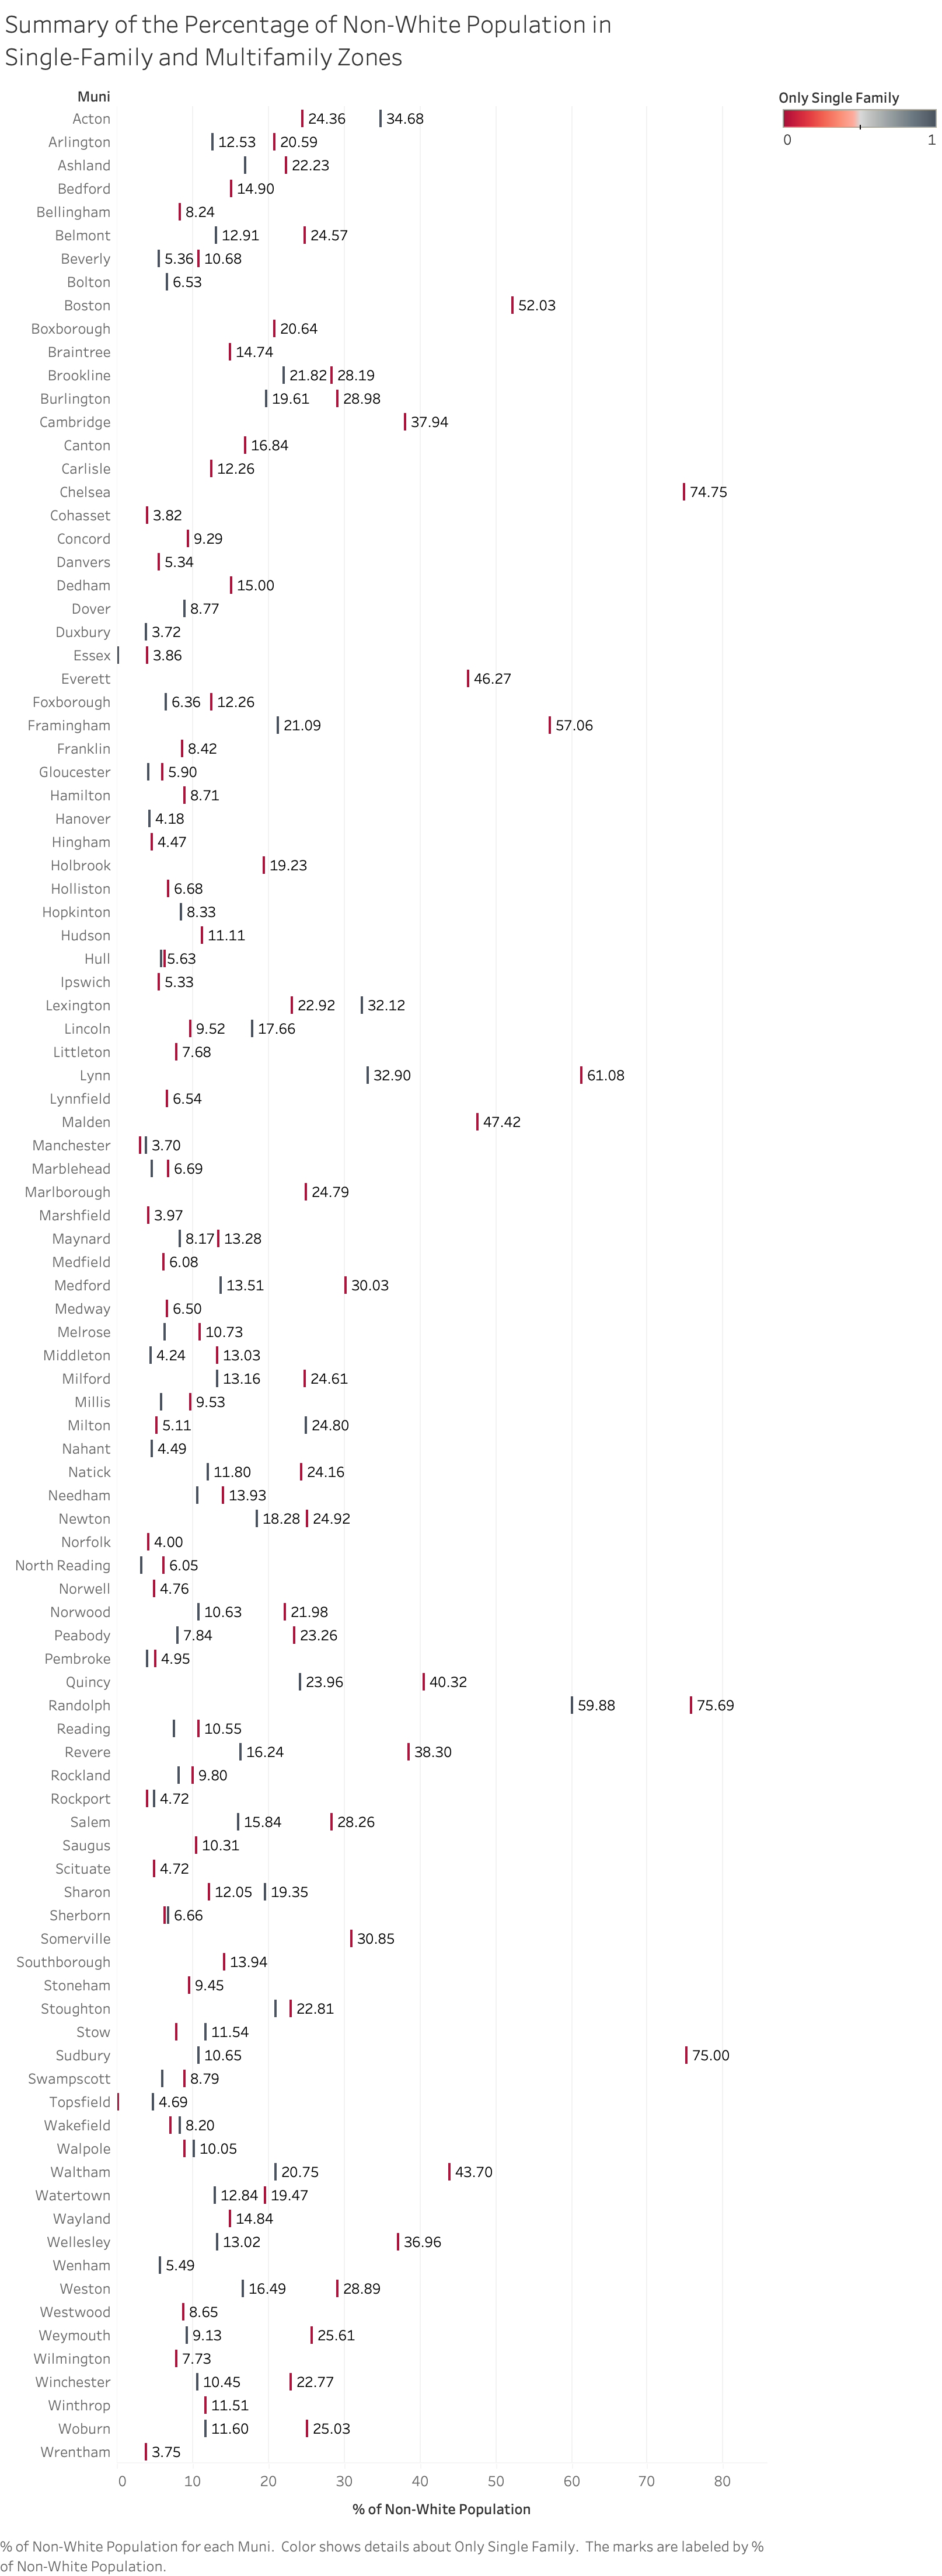 Summary of the Percentage of Non-White Population in
Single-Family and Multifamily Zones
Muni
Only Single Family
0 1
Acton 24.36 34.68
Arlington 12.53 20.59
Ashland 22.23
Bedford 14.90
Bellingham 8.24
Belmont 12.91 24.57
Beverly 5.36 10.68
Bolton 6.53
Boston 52.03
Boxborough 20.64
Braintree 14.74
Brookline 21.82 28.19
Burlington 19.61 28.98
Cambridge 37.94
Canton 16.84
Carlisle 12.26
Chelsea 74.75
Cohasset 3.82
Concord 9.29
Danvers 5.34
Dedham 15.00
Dover 8.77
Duxbury 3.72
Essex 3.86
Everett 46.27
Foxborough 6.36 12.26
Framingham 21.09 57.06
Franklin 8.42
Gloucester 5.90
Hamilton 8.71
Hanover 4.18
Hingham 4.47
Holbrook 19.23
Holliston 6.68
Hopkinton 8.33
Hudson 11.11
Hull 5.63
Ipswich 5.33
Lexington 22.92 32.12
Lincoln 9.52 17.66
Littleton 7.68
Lynn 32.90 61.08
Lynnfield 6.54
Malden 47.42
Manchester 3.70
Marblehead 6.69
Marlborough 24.79
Marshfield 3.97
Maynard 8.17 13.28
Medfield 6.08
Medford 13.51 30.03
Medway 6.50
Melrose 10.73
Middleton 4.24 13.03
Milford 13.16 24.61
Millis 9.53
Milton 5.11 24.80
Nahant 4.49
Natick 11.80 24.16
Needham 13.93
Newton 18.28 24.92
Norfolk 4.00
North Reading 6.05
Norwell 4.76
Norwood 10.63 21.98
Peabody 7.84 23.26
Pembroke 4.95
Quincy 23.96 40.32
Randolph 59.88 75.69
Reading 10.55
Revere 16.24 38.30
Rockland 9.80
Rockport 4.72
Salem 15.84 28.26
Saugus 10.31
Scituate 4.72
Sharon 12.05 19.35
Sherborn 6.66
Somerville 30.85
Southborough 13.94
Stoneham 9.45
Stoughton 22.81
Stow 11.54
Sudbury 10.65 75.00
Swampscott 8.79
Topsfield 4.69
Wakefield 8.20
Walpole 10.05
Waltham 20.75 43.70
Watertown 12.84 19.47
Wayland 14.84
Wellesley 13.02 36.96
Wenham 5.49
Weston 16.49 28.89
Westwood 8.65
Weymouth 9.13 25.61
Wilmington 7.73
Winchester 10.45 22.77
Winthrop 11.51
Woburn 11.60 25.03
Wrentham 3.75
0 10 20 30 40 50 60 70 80
% of Non-White Population
% of Non-White Population for each Muni.  Color shows details about Only Single Family.  The marks are labeled by %
of Non-White Population.